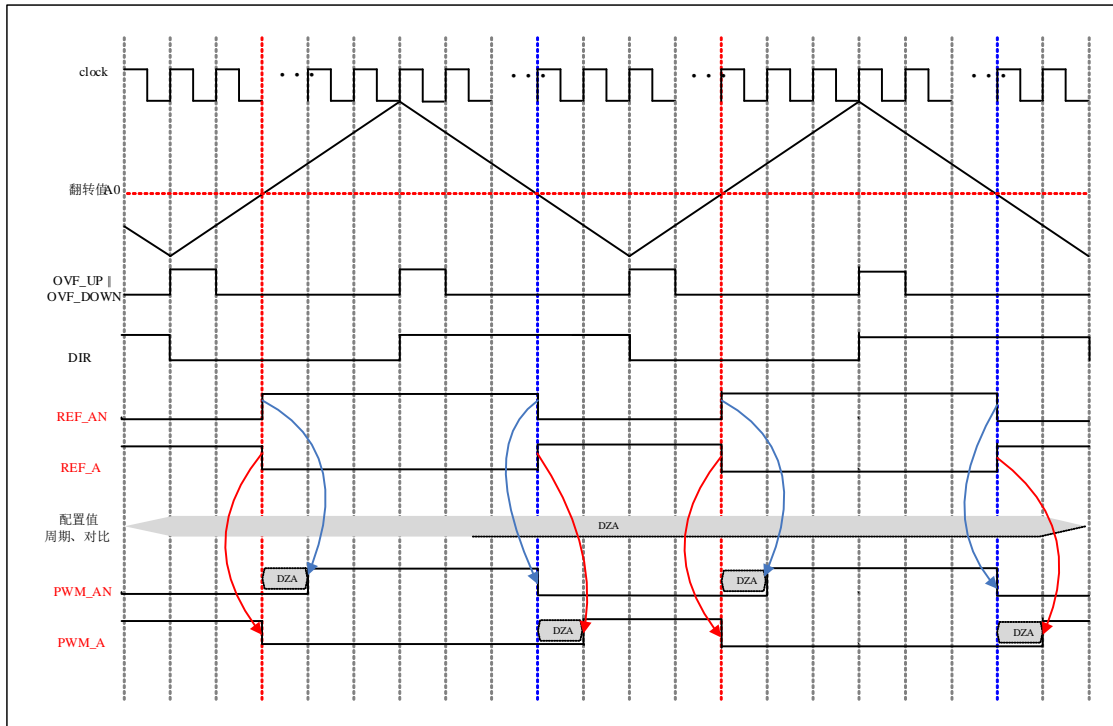 clock
翻转值A0
OVF_UP ||
OVF_DOWN
DIR
REF_AN
REF_A
配置值
周期、对比
DZA
DZA
DZA
PWM_AN
DZA
DZA
PWM_A